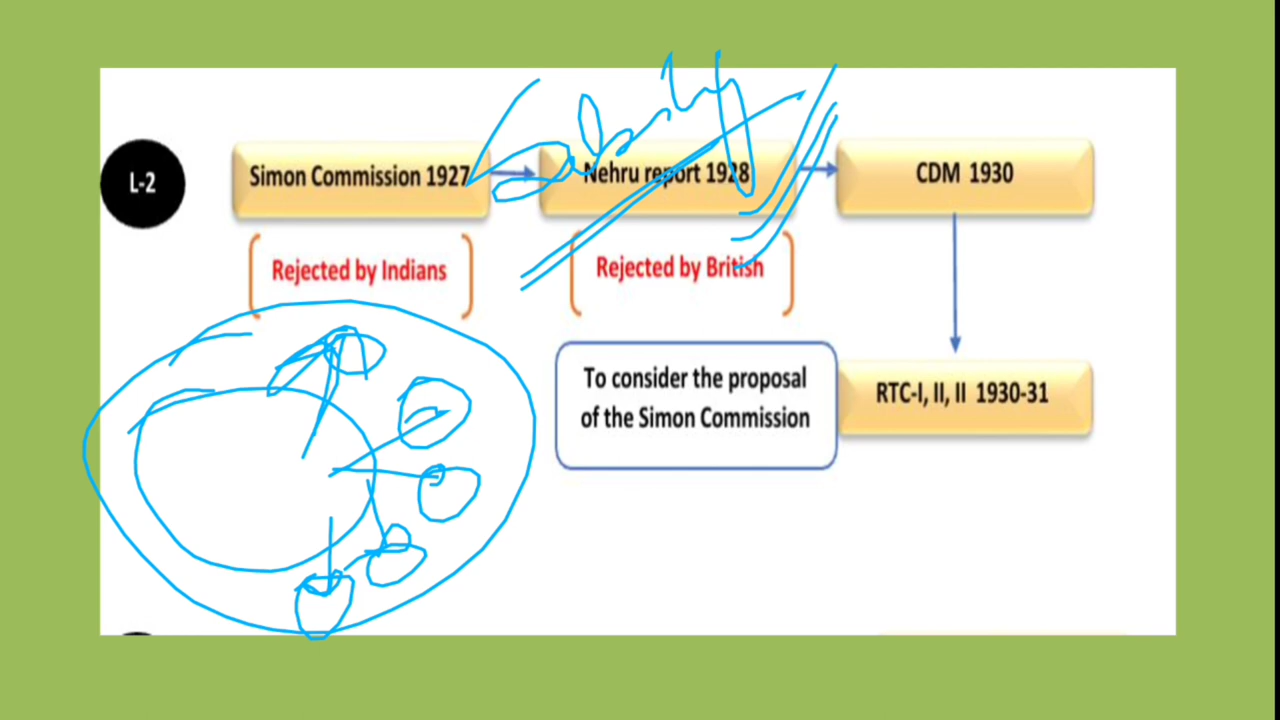 L-2
Simon Commission 1927
Nehru report 1928
CDM 1930
Rejected by Indians
Rejected by British
To consider the proposal
of the Simon Commission
RTC-I, II, II 1930-31